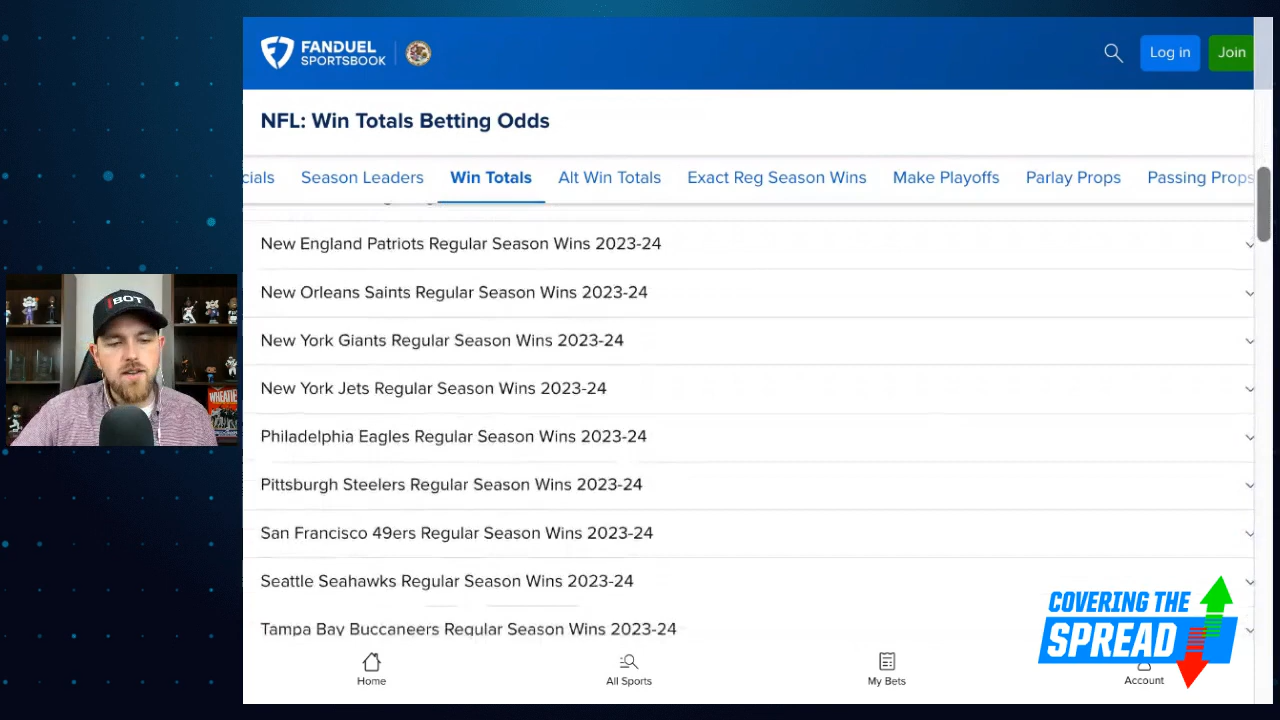 FANDUEL
SPORTSBOOK
Log in
Join
NFL: Win Totals Betting Odds
cials
Season Leaders
Win Totals
Alt Win Totals
Exact Reg Season Wins
Make Playoffs
Parlay Props
Passing Props
New England Patriots Regular Season Wins 2023-24
New Orleans Saints Regular Season Wins 2023-24
New York Giants Regular Season Wins 2023-24
New York Jets Regular Season Wins 2023-24
Philadelphia Eagles Regular Season Wins 2023-24
Pittsburgh Steelers Regular Season Wins 2023-24
San Francisco 49ers Regular Season Wins 2023-24
Seattle Seahawks Regular Season Wins 2023-24
Tampa Bay Buccaneers Regular Season Wins 2023-24
Home
All Sports
My Bets
Account
COVERING THE
SPREAD
BOT
WHEATIES